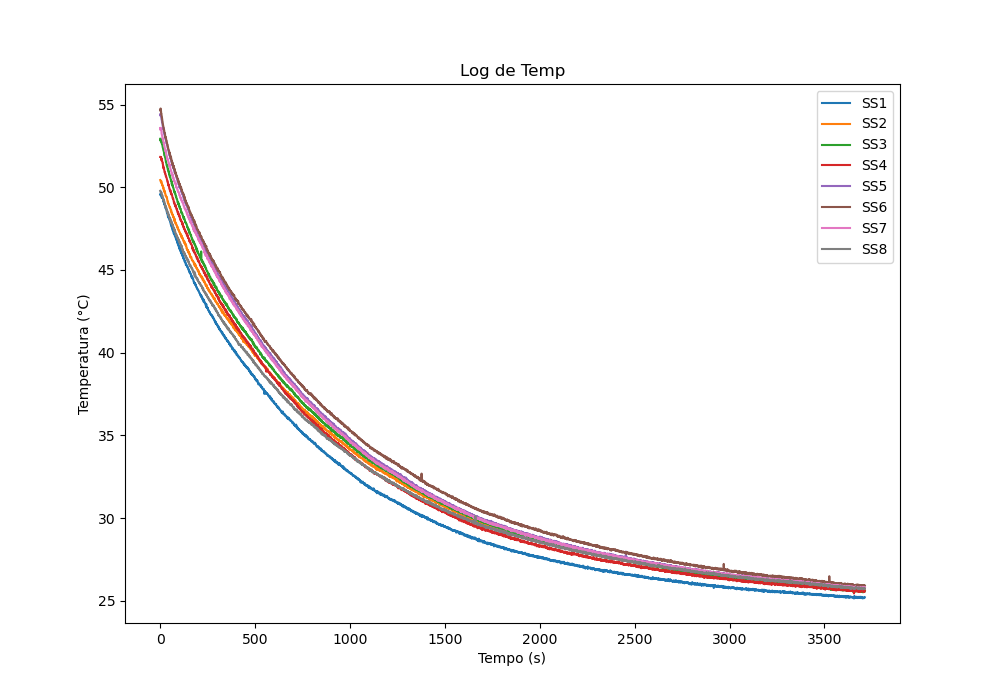 Log de Temp
Temperatura (°C)
55
50
45
40
35
30
25
0 500 1000 1500 2000 2500 3000 3500
Tempo (s)
SS1
SS2
SS3
SS4
SS5
SS6
SS7
SS8